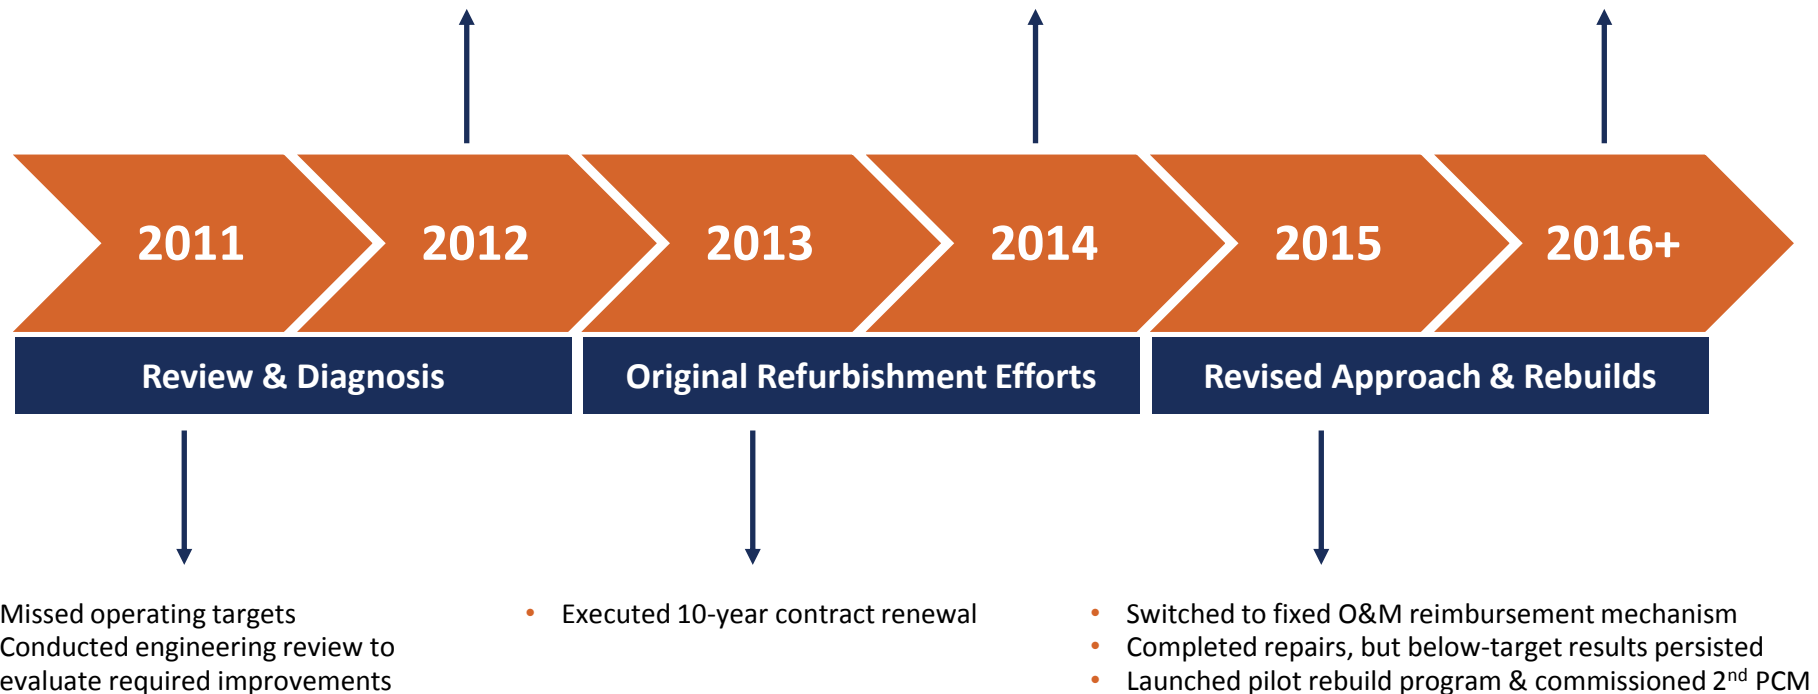 2011
2012
2013
2014
2015
2016+
Review & Diagnosis
Original Refurbishment Efforts
Revised Approach & Rebuilds
Missed operating targets
Conducted engineering review to
evaluate required improvements
• Executed 10-year contract renewal
• Switched to fixed O&M reimbursement mechanism
• Completed repairs, but below-target results persisted
• Launched pilot rebuild program & commissioned 2nd PCM